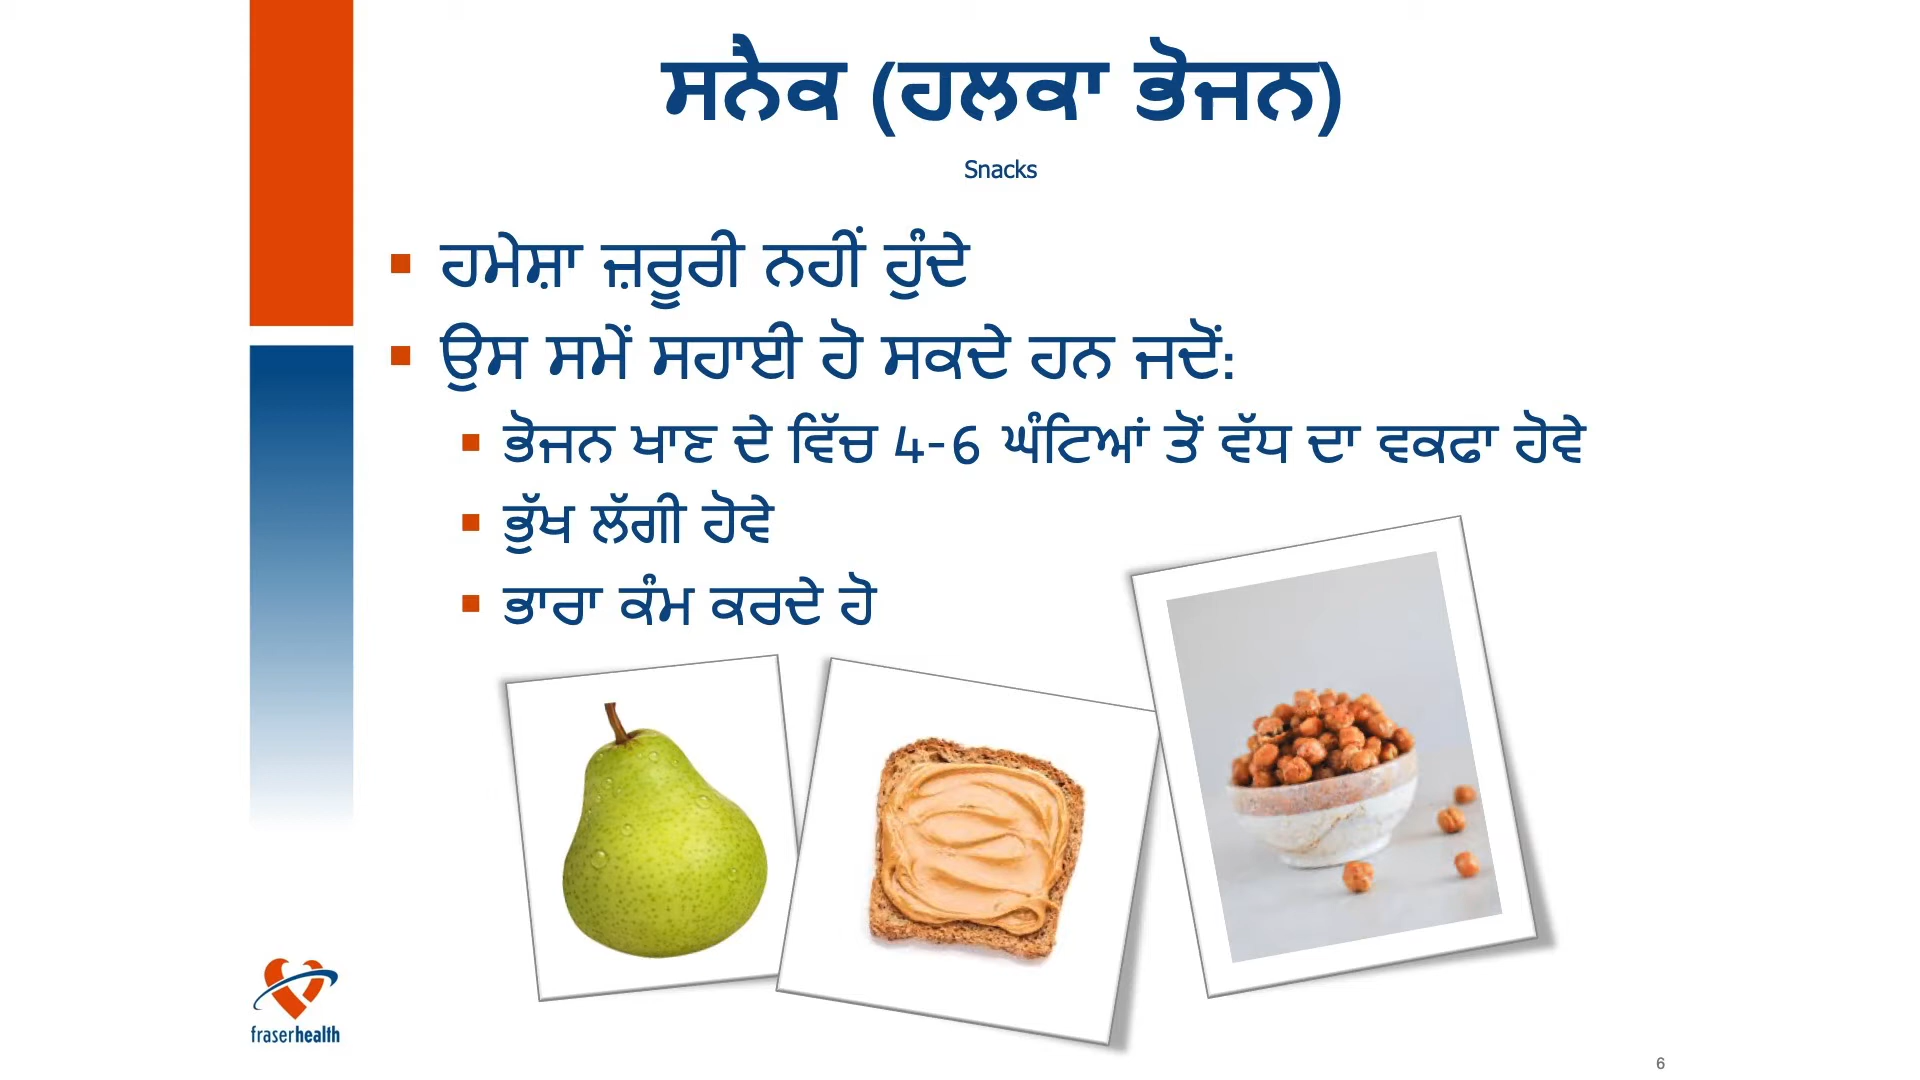 ਸਨੈਕ (ਹਲਕਾ ਭੋਜਨ)
Snacks
▪ ਹਮੇਸ਼ਾ ਜ਼ਰੂਰੀ ਨਹੀਂ ਹੁੰਦੇ
▪ ਉਸ ਸਮੇਂ ਸਹਾਈ ਹੋ ਸਕਦੇ ਹਨ ਜਦੋਂ:
▪ ਭੋਜਨ ਖਾਣ ਦੇ ਵਿੱਚ 4-6 ਘੰਟਿਆਂ ਤੋਂ ਵੱਧ ਦਾ ਵਕਫਾ ਹੋਵੇ
▪ ਭੁੱਖ ਲੱਗੀ ਹੋਵੇ
▪ ਭਾਰਾ ਕੰਮ ਕਰਦੇ ਹੋ
fraserhealth
6